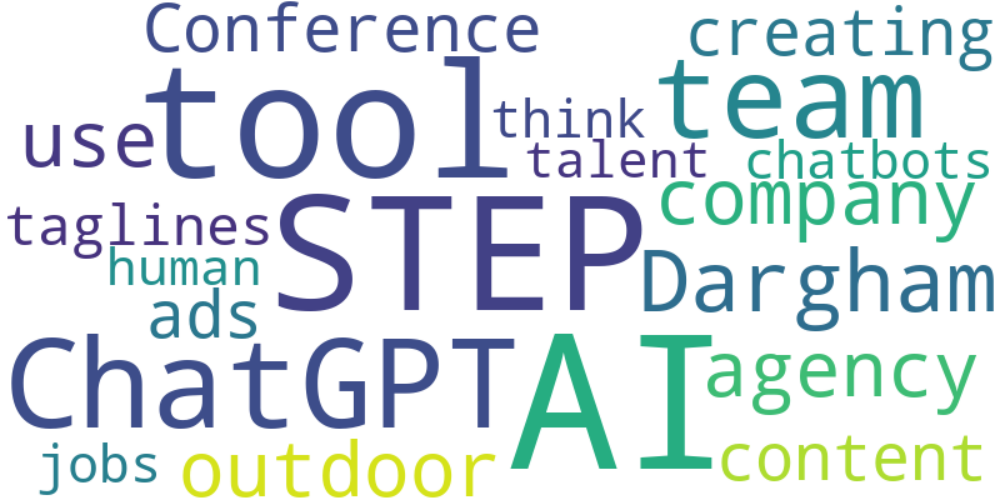 Conference
creating
tool
team
use
think
talent
chatbots
company
taglines
STEP
human
Dargham
ads
ChatGPT
AI
agency
jobs
outdoor
content